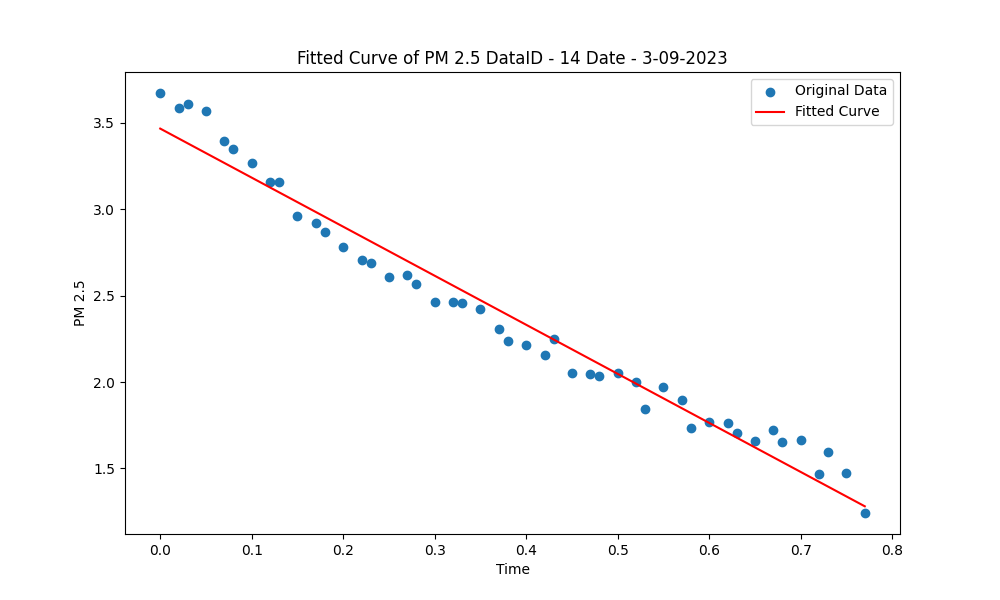 Fitted Curve of PM 2.5 DataID - 14 Date - 3-09-2023
Original Data
Fitted Curve
3.5
3.0
2.5
2.0
1.5
PM 2.5
0.0 0.1 0.2 0.3 0.4 0.5 0.6 0.7 0.8
Time